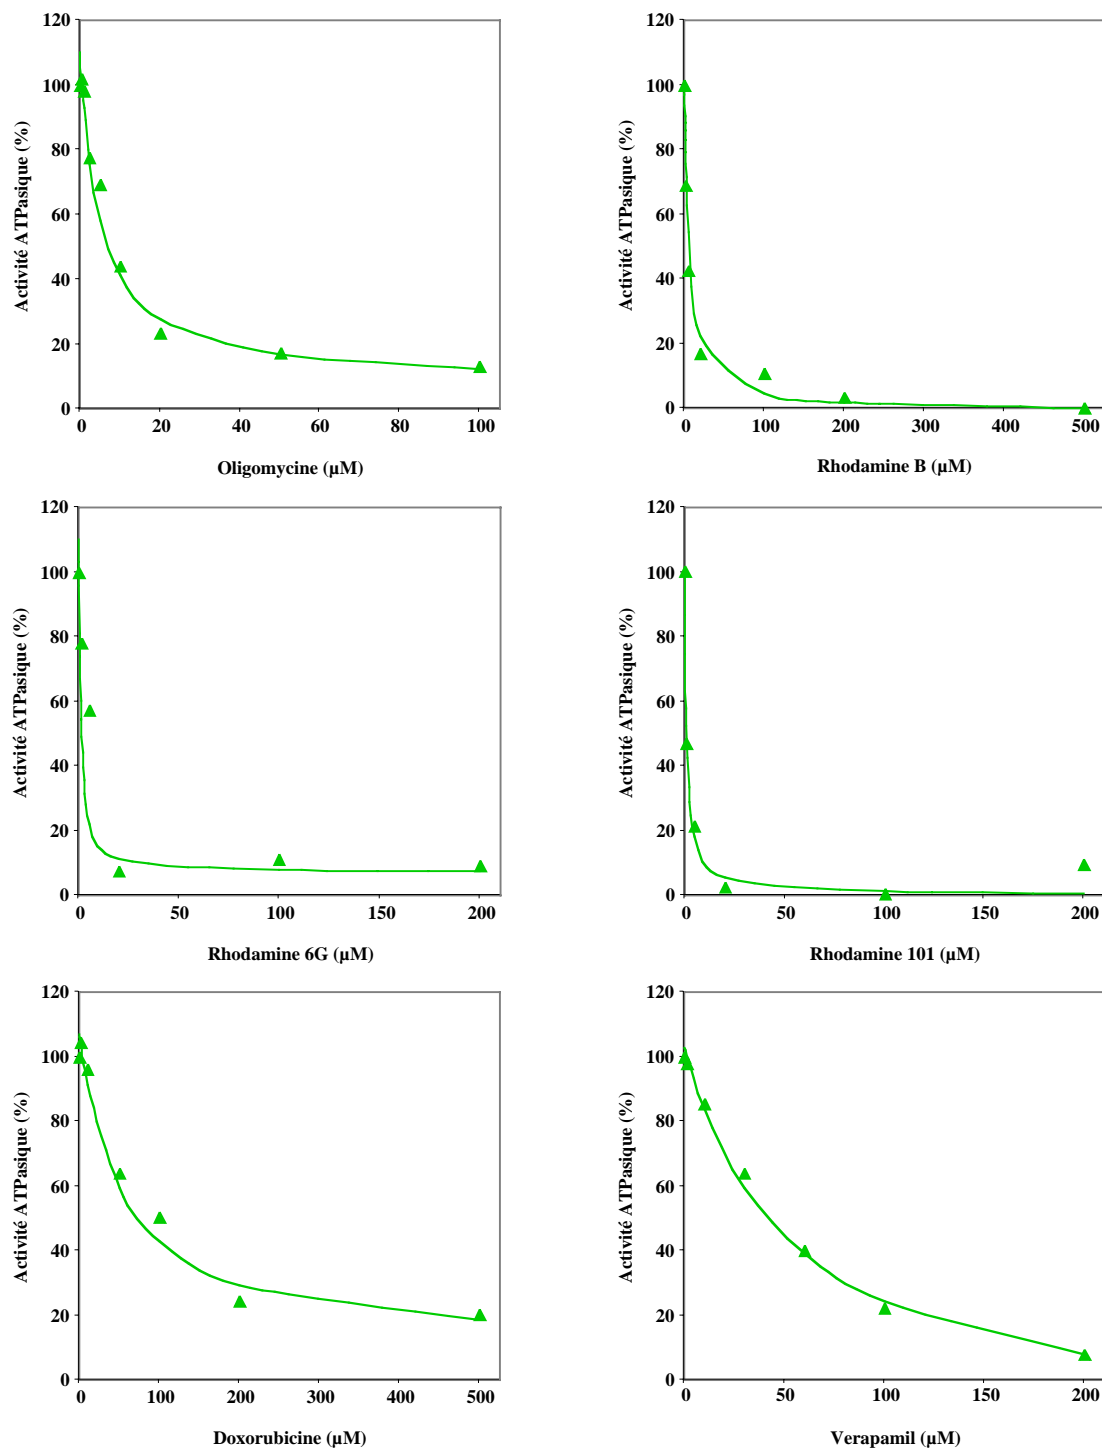 120
100
80
60
40
20
0
Activité ATPasique (%)
0 20 40 60 80 100
Oligomycine (µM)
120
100
80
60
40
20
0
Activité ATPasique (%)
0 100 200 300 400 500
Rhodamine B (µM)
120
100
80
60
40
20
0
Activité ATPasique (%)
0 50 100 150 200
Rhodamine 6G (µM)
120
100
80
60
40
20
0
Activité ATPasique (%)
0 50 100 150 200
Rhodamine 101 (µM)
120
100
80
60
40
20
0
Activité ATPasique (%)
0 100 200 300 400 500
Doxorubicine (µM)
120
100
80
60
40
20
0
Activité ATPasique (%)
0 50 100 150 200
Verapamil (µM)